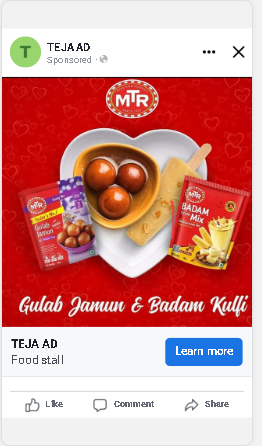 T
TEJA AD
Sponsored ·
MTR
MTR
Gulab
Jamun
MTR
BADAM
Mix
Gulab Jamun & Badam Kulfi
TEJA AD
Food stall
Learn more
Like
Comment
Share